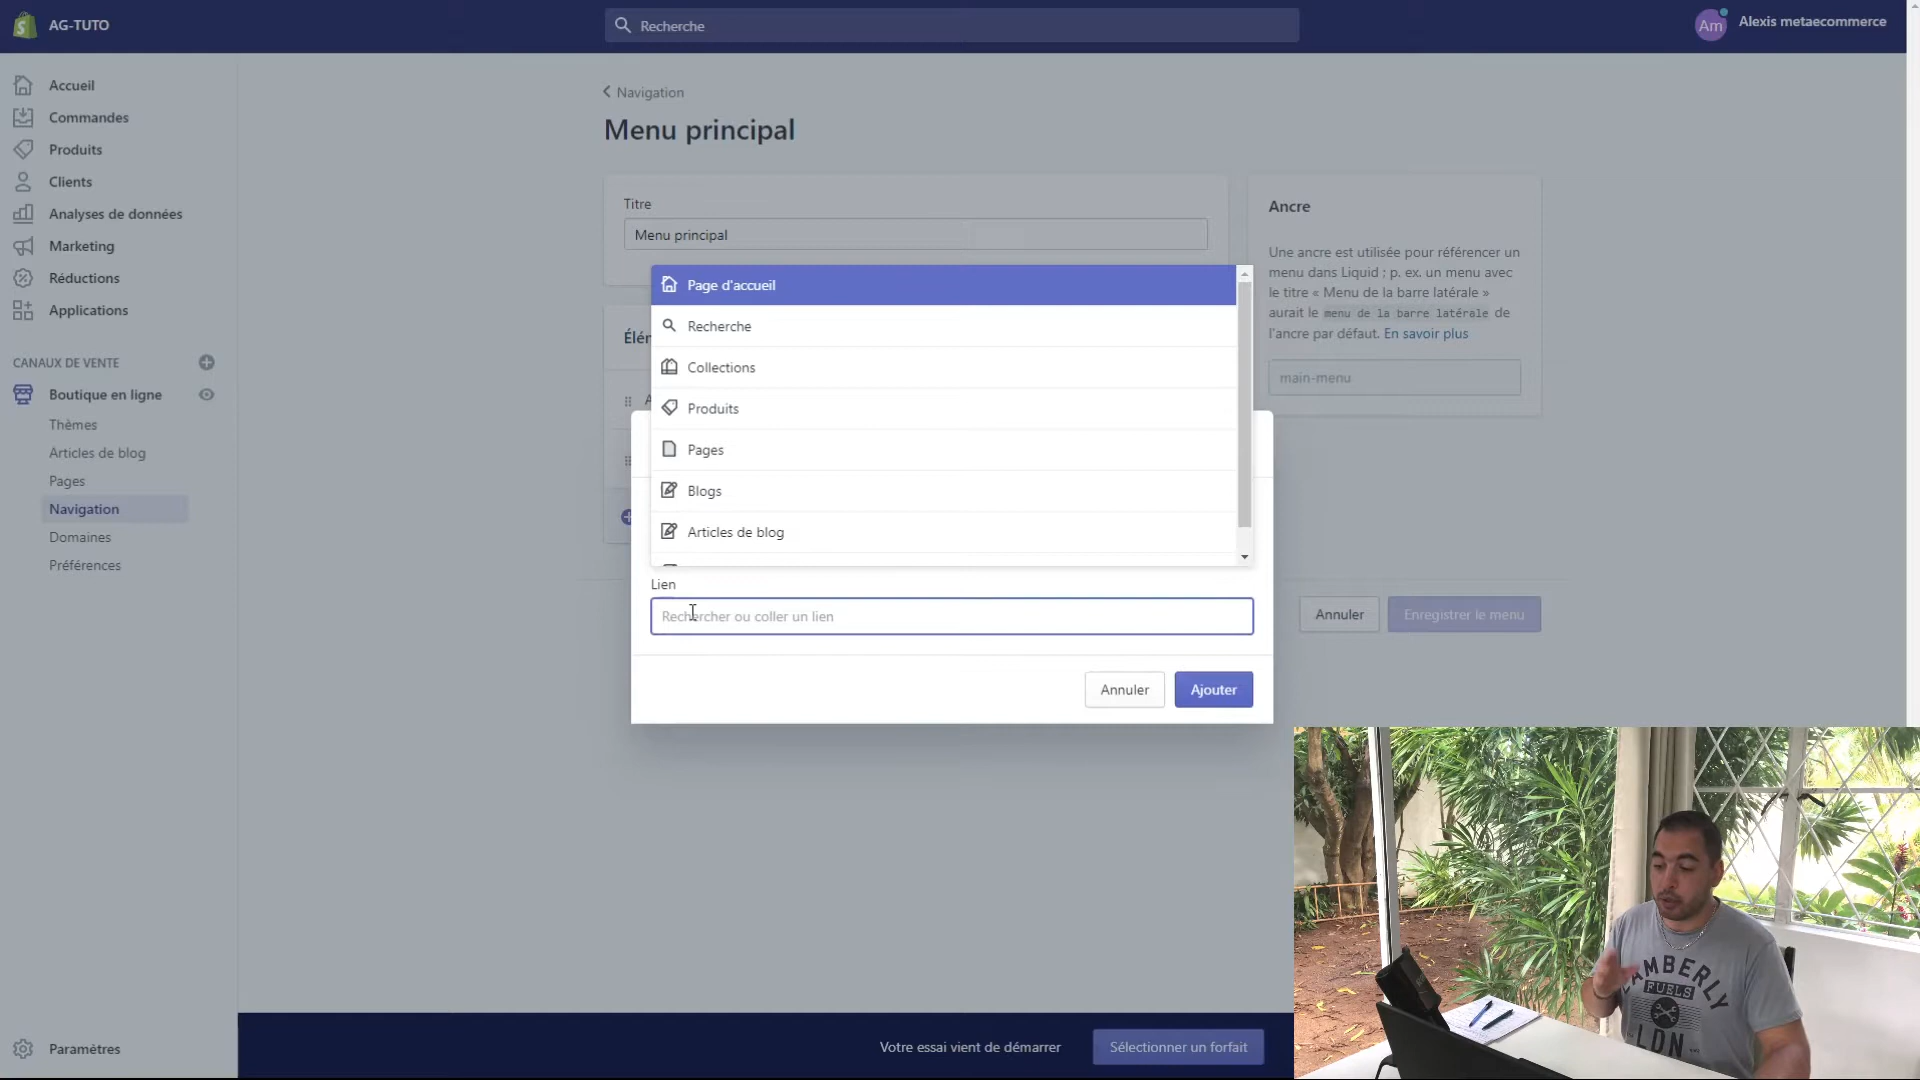 AG-TUTO
Recherche
Am
Alexis metaecommerce
Accueil
Commandes
Produits
Clients
Analyses de données
Marketing
Réductions
Applications
CANAUX DE VENTE
Boutique en ligne
Thèmes
Articles de blog
Pages
Navigation
Domaines
Préférences
Paramètres
Navigation
Menu principal
Titre
Menu principal
Élém
Page d'accueil
Recherche
Collections
Produits
Pages
Blogs
Articles de blog
Lien
Rechercher ou coller un lien
Annuler
Ajouter
Ancre
Une ancre est utilisée pour référencer un
menu dans Liquid ; p. ex. un menu avec
le titre « Menu de la barre latérale »
aurait le menu de la barre latérale de
l'ancre par défaut. En savoir plus
main-menu
Annuler
Enregistrer le menu
Votre essai vient de démarrer
Sélectionner un forfait
AMBERLY
FUELS
LDN